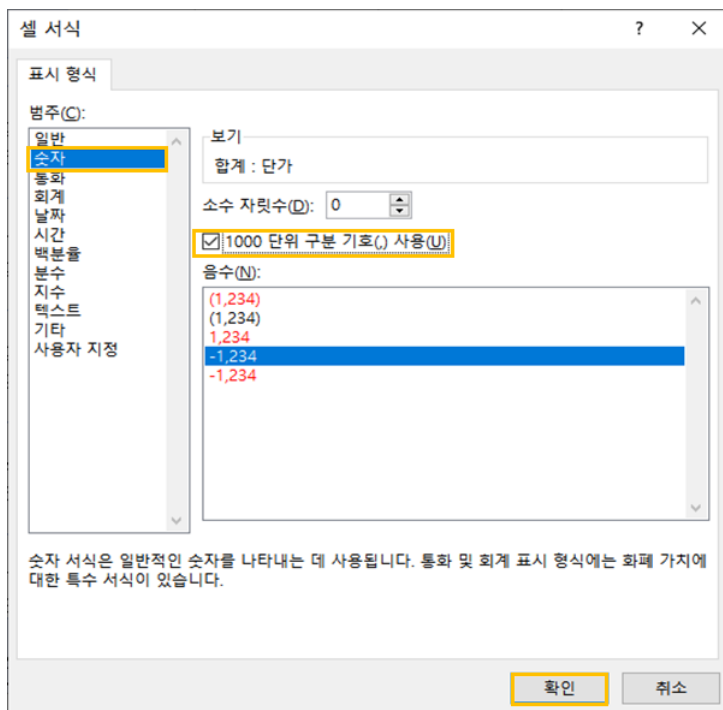 셀 서식
?
표시 형식
범주(C):
일반
숫자
통화
회계
날짜
시간
백분율
분수
지수
텍스트
기타
사용자 지정
보기
합계 : 단가
소수 자릿수(D): 0
1000 단위 구분 기호(,) 사용(U)
음수(N):
(1,234)
(1,234)
1,234
-1,234
-1,234
숫자 서식은 일반적인 숫자를 나타내는 데 사용됩니다. 통화 및 회계 표시 형식에는 화폐 가치에
대한 특수 서식이 있습니다.
확인
취소